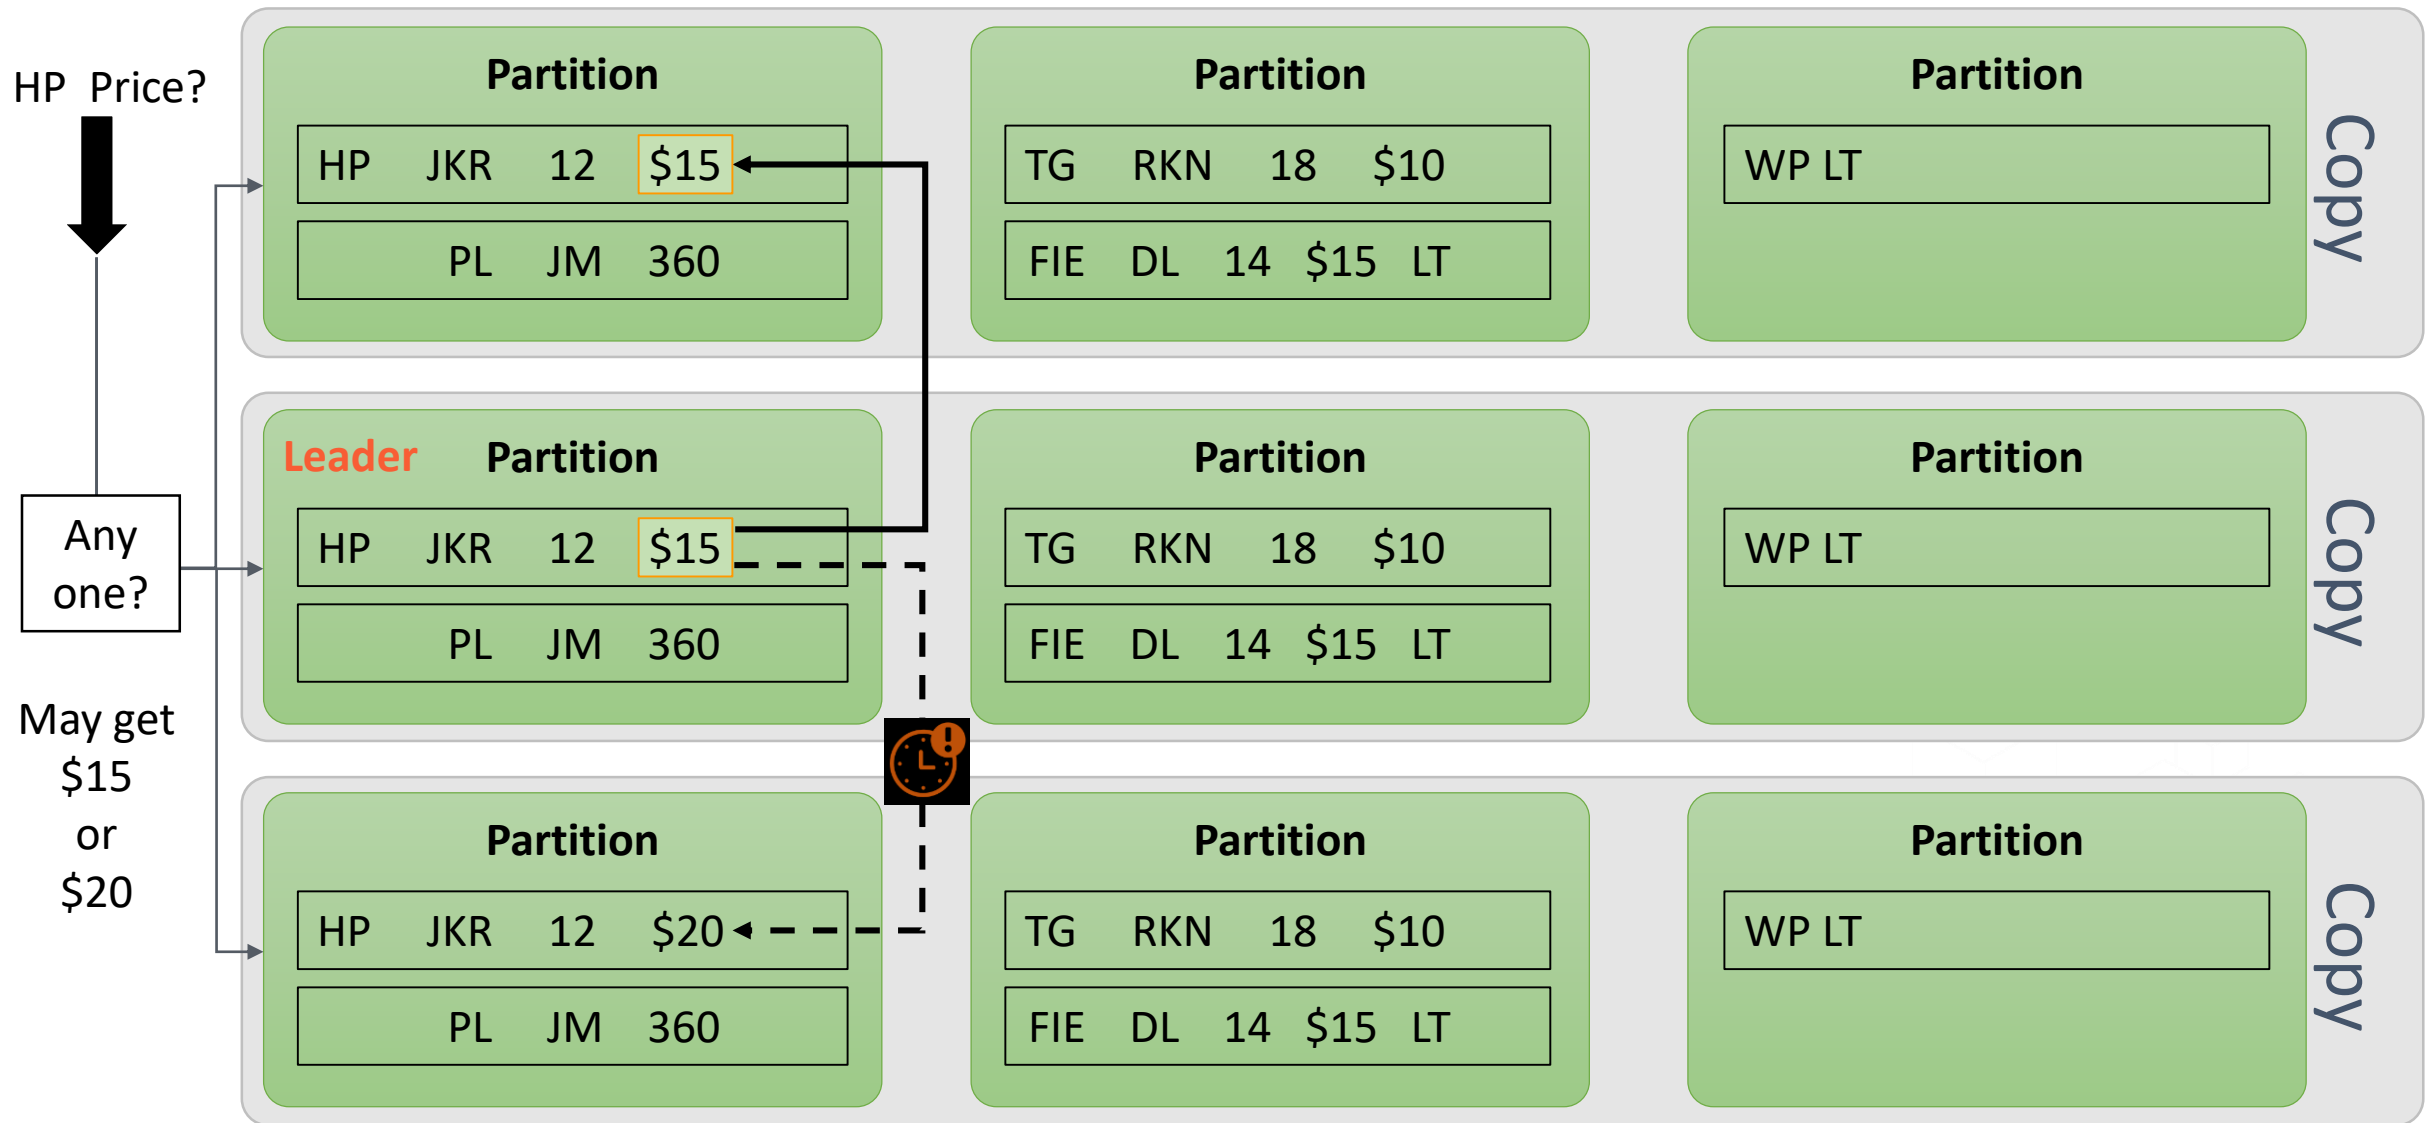 HP Price?
Any
one?
May get
$15
or
$20
Partition
HP JKR 12 $15
PL JM 360
Partition
TG RKN 18 $10
FIE DL 14 $15 LT
Partition
WP LT
Copy
Leader Partition
HP JKR 12 $15
PL JM 360
Partition
TG RKN 18 $10
FIE DL 14 $15 LT
Partition
WP LT
Copy
Partition
HP JKR 12 $20
PL JM 360
Partition
TG RKN 18 $10
FIE DL 14 $15 LT
Partition
WP LT
Copy